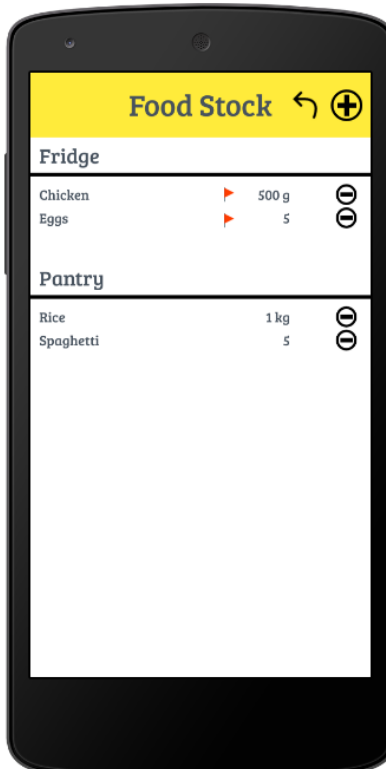 Food Stock
Fridge
Chicken 500 g
Eggs 5
Pantry
Rice 1 kg
Spaghetti 5